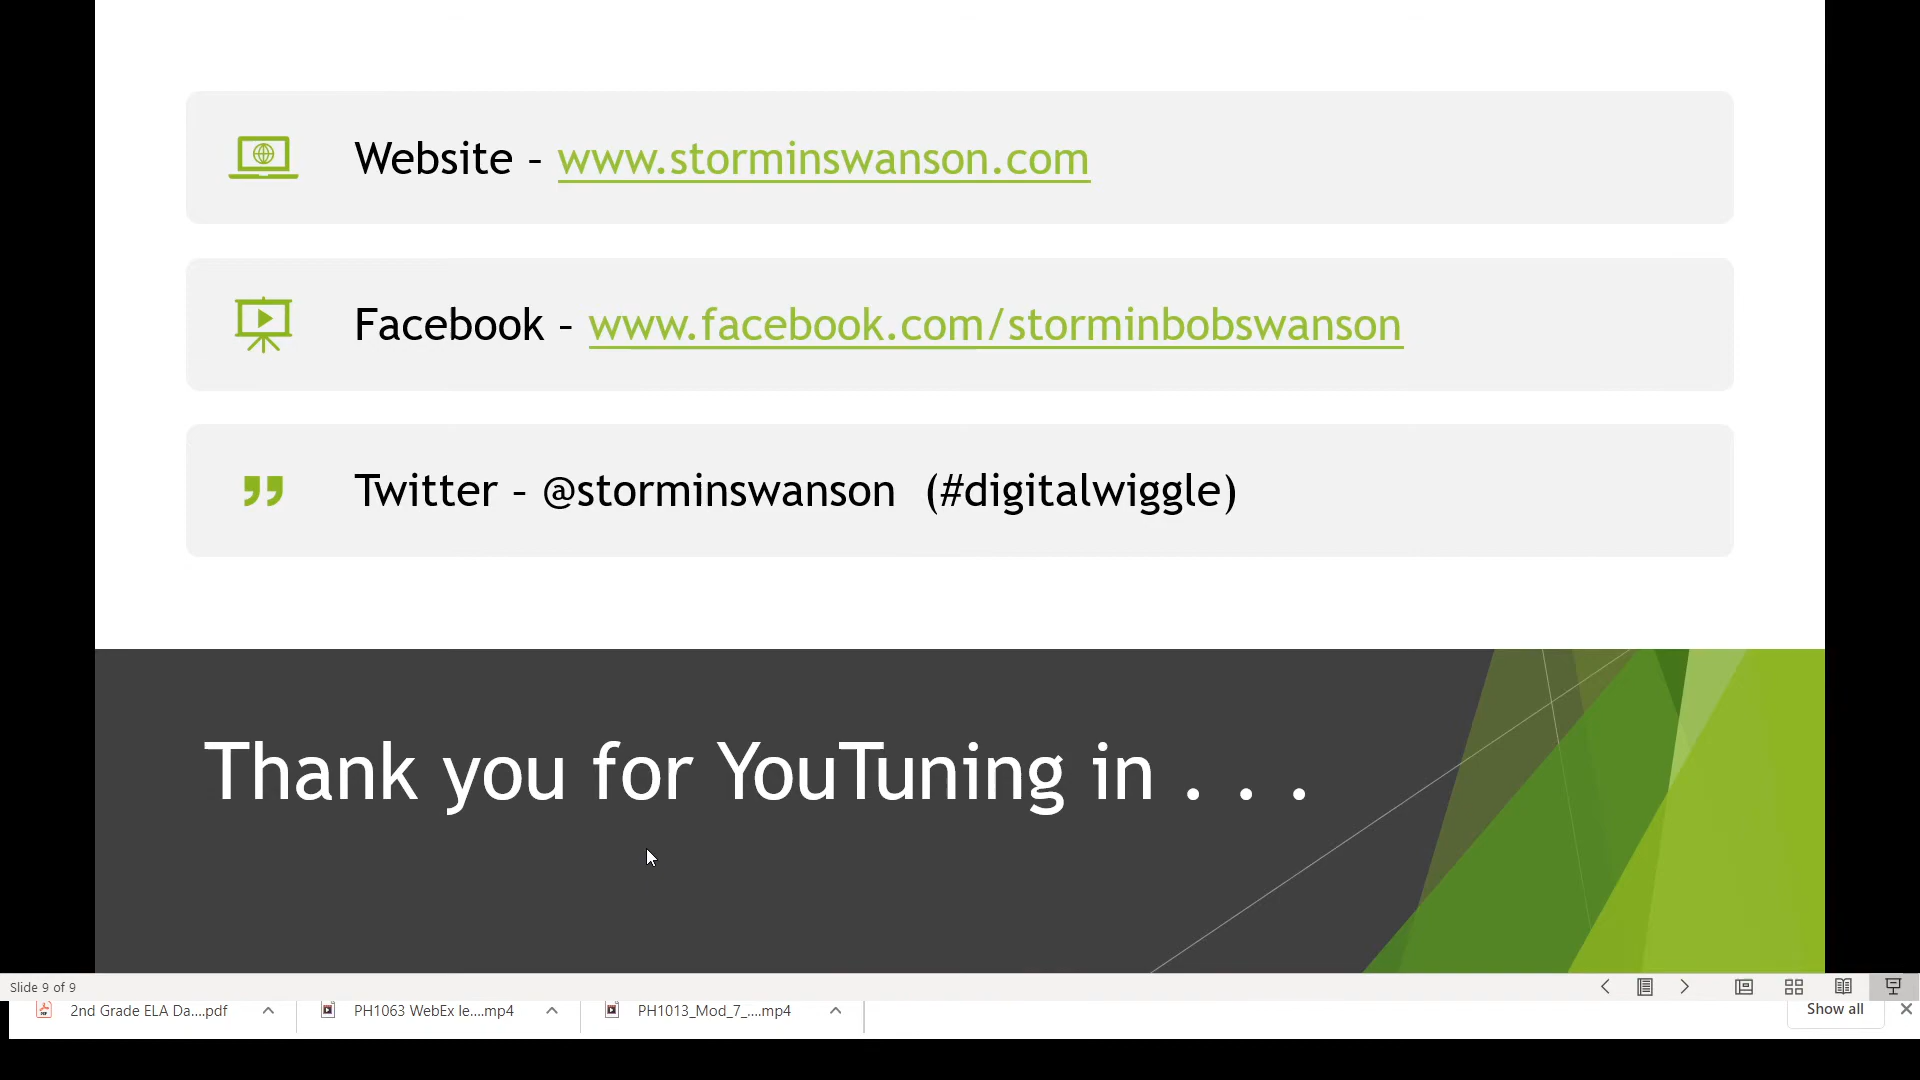 Website – www.storminswanson.com
Facebook – www.facebook.com/storminbobswanson
Twitter – @storminswanson (#digitalwiggle)
Thank you for YouTuning in . . .
Slide 9 of 9
2nd Grade ELA Da....pdf
PH1063 WebEx le....mp4
PH1013_Mod_7_....mp4
Show all